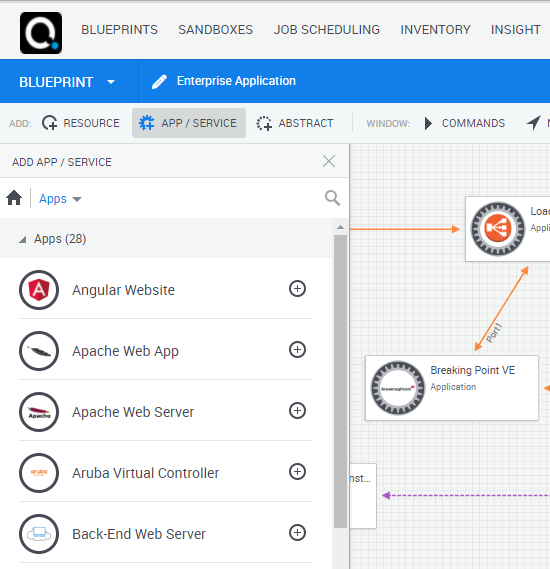 BLUEPRINTS SANDBOXES JOB SCHEDULING INVENTORY INSIGHT
BLUEPRINT Enterprise Application
ADD: RESOURCE APP / SERVICE ABSTRACT WINDOW: COMMANDS N
ADD APP / SERVICE
Apps
Apps (28)
Angular Website
Apache Web App
Apache
Apache Web Server
aruba
Aruba Virtual Controller
Back-End Web Server
Load
Appli
Port1
Breaking Point VE
Application
BreakingPoint
nst...